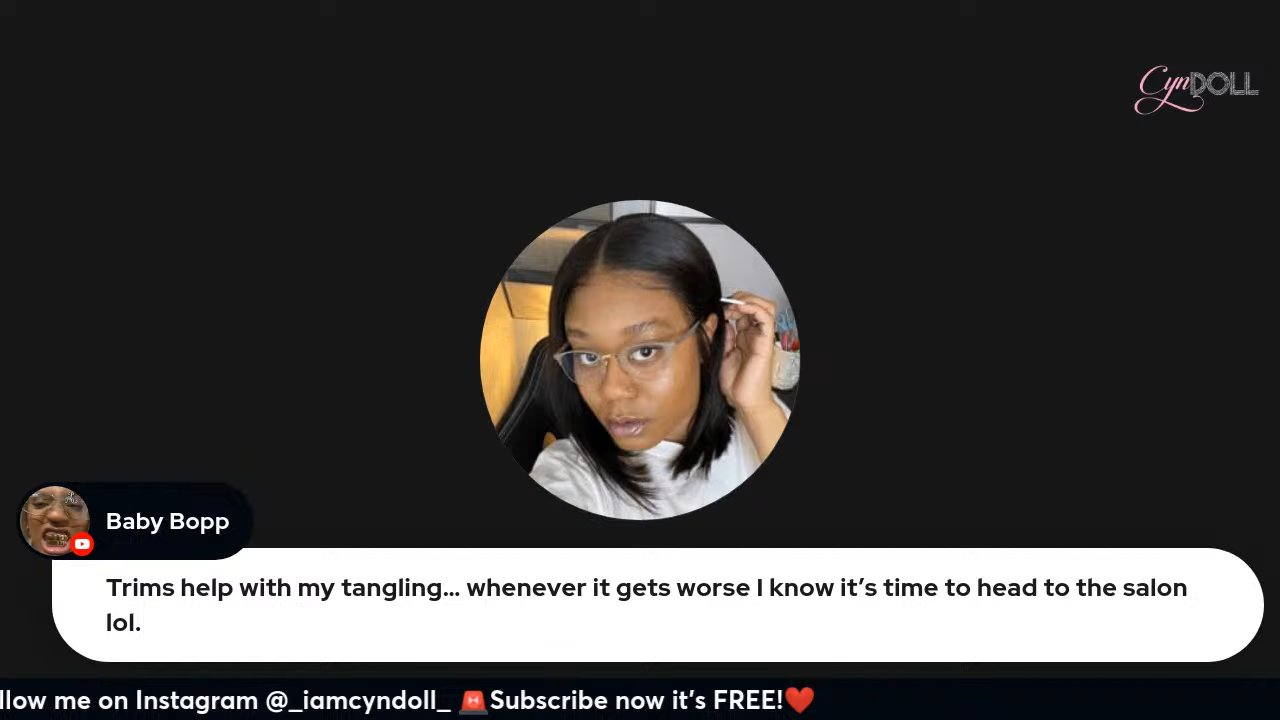 CynDOLL
Baby Bopp
Trims help with my tangling... whenever it gets worse I know it’s time to head to the salon
lol.
llow me on Instagram @_iamcyndoll_ 🚨Subscribe now it’s FREE!❤️